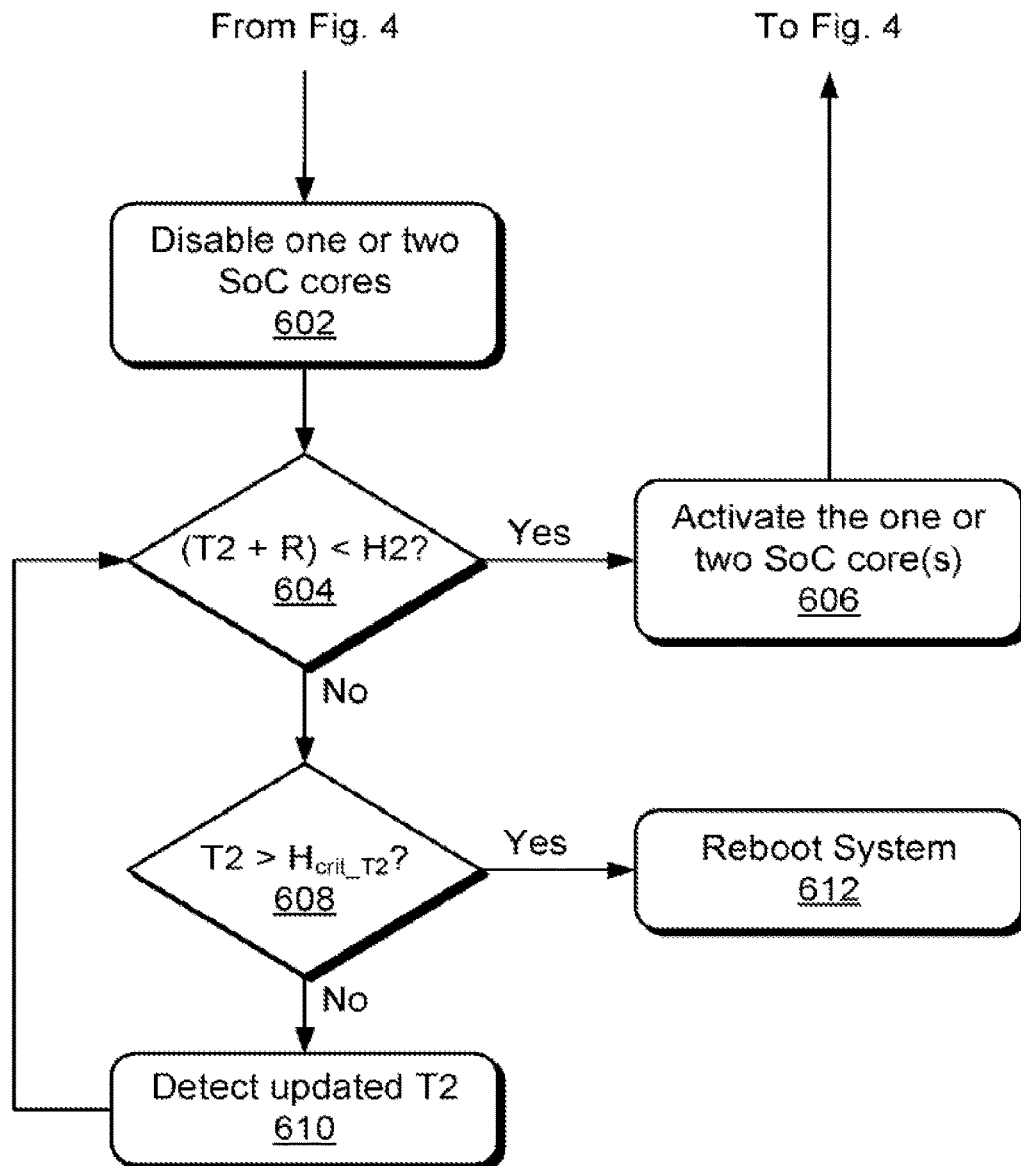 From Fig. 4
To Fig. 4
Disable one or two
SoC cores
602
(T2 + R) < H2?
604
Yes
Activate the one or
two SoC core(s)
606
No
T2 > Hcrit_T2?
608
Yes
Reboot System
612
No
Detect updated T2
610